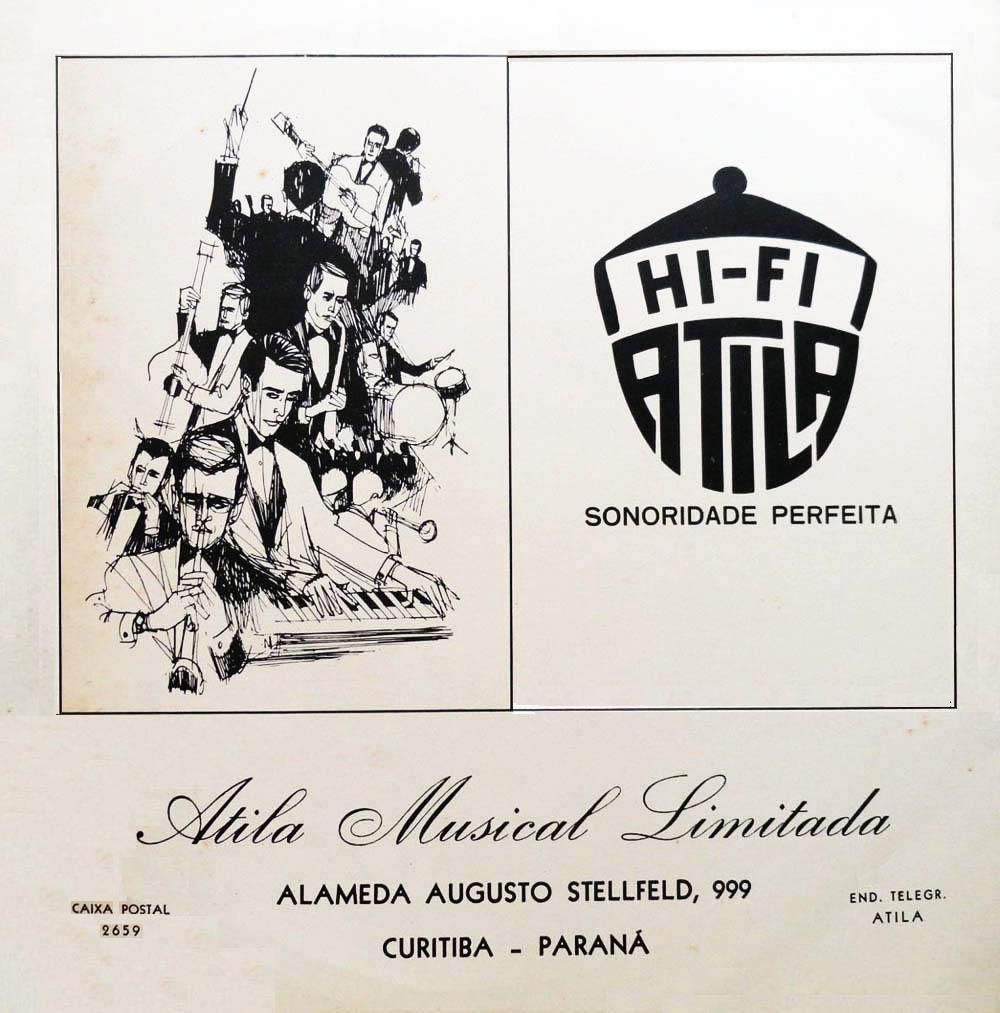 HI-FI
ATILA
SONORIDADE PERFEITA
Atila Musical Limitada
ALAMEDA AUGUSTO STELLFELD, 999
CURITIBA - PARANÁ
CAIXA POSTAL
2659
END. TELEGR.
ATILA